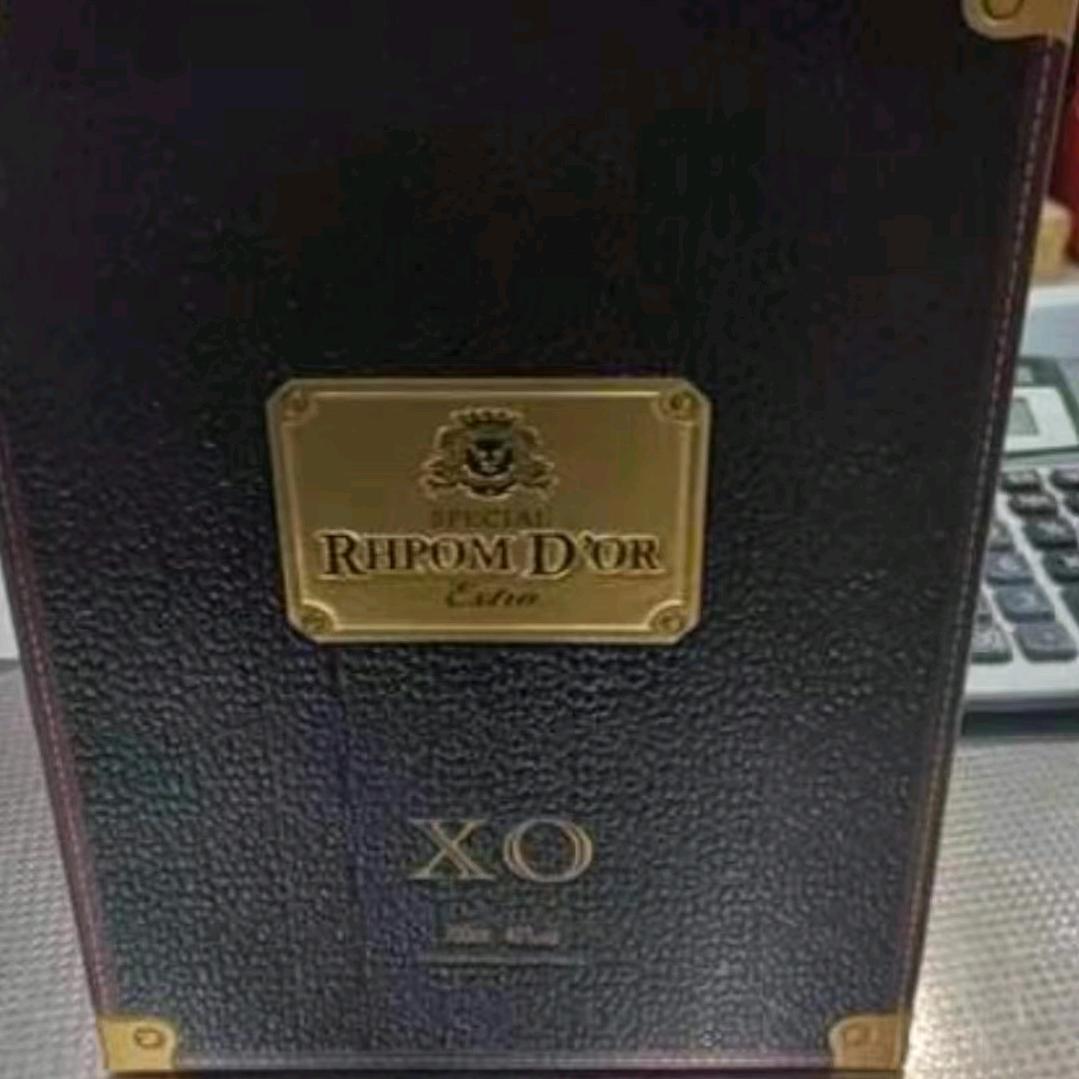 SPECIAL
RHPOM D'OR
Extra
XO